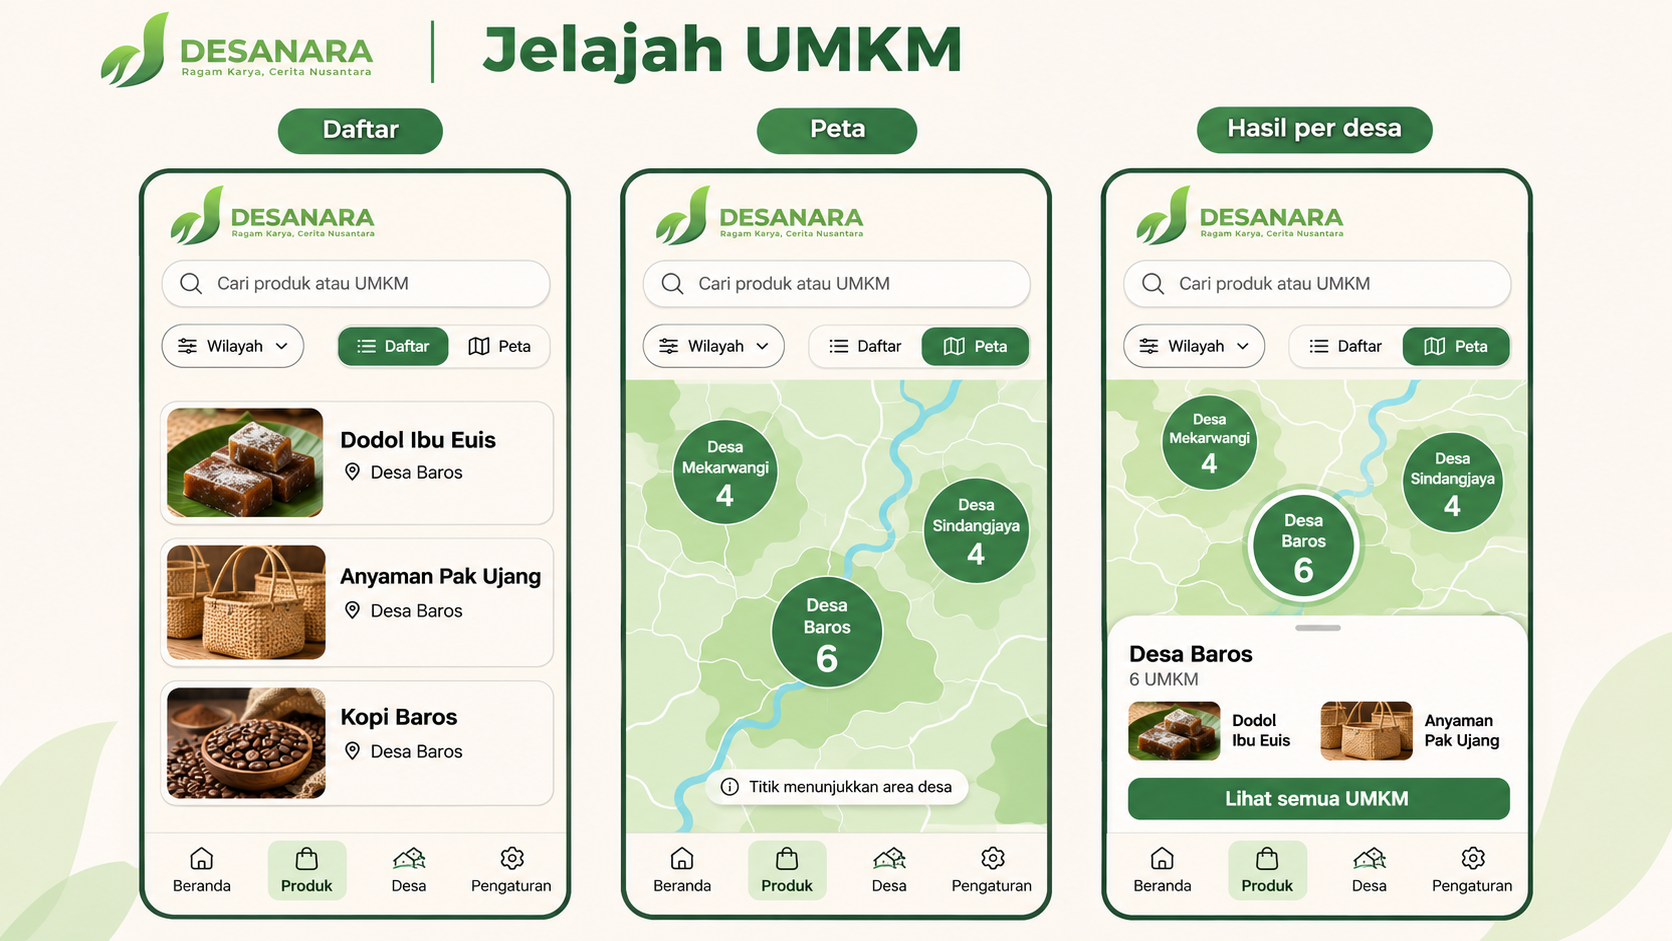 DESANARA
Ragam Karya, Cerita Nusantara
Jelajah UMKM
Daftar
DESANARA
Ragam Karya, Cerita Nusantara
Cari produk atau UMKM
Wilayah
Daftar
Peta
Dodol Ibu Euis
Desa Baros
Anyaman Pak Ujang
Desa Baros
Kopi Baros
Desa Baros
Beranda
Produk
Desa
Pengaturan
Peta
DESANARA
Ragam Karya, Cerita Nusantara
Cari produk atau UMKM
Wilayah
Daftar
Peta
Desa
Mekarwangi
4
Desa
Sindangjaya
4
Desa
Baros
6
Titik menunjukkan area desa
Beranda
Produk
Desa
Pengaturan
Hasil per desa
DESANARA
Ragam Karya, Cerita Nusantara
Cari produk atau UMKM
Wilayah
Daftar
Peta
Desa
Mekarwangi
4
Desa
Sindangjaya
4
Desa
Baros
6
Desa Baros
6 UMKM
Dodol
Ibu Euis
Anyaman
Pak Ujang
Lihat semua UMKM
Beranda
Produk
Desa
Pengaturan